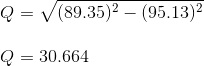 Q = √(89.35)² − (95.13)²
Q = 30.664